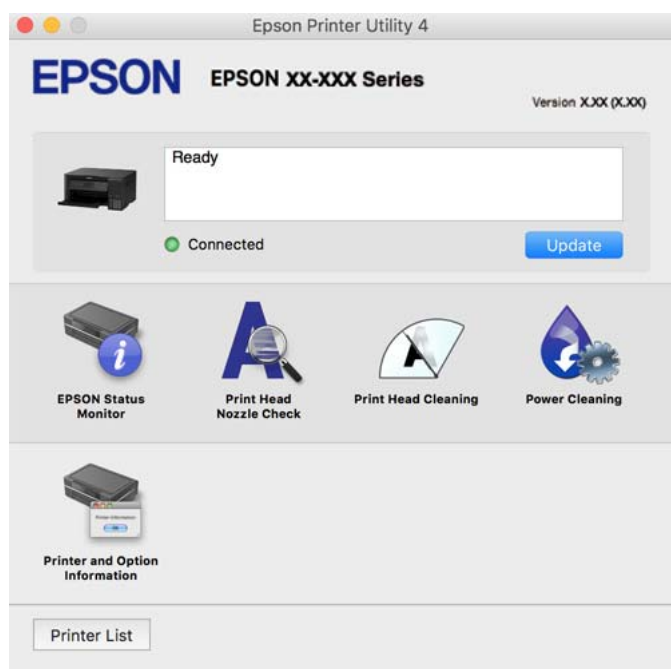 Epson Printer Utility 4
EPSON
EPSON XX-XXX Series
Version X.XX (X.XX)
Ready
Connected
Update
EPSON Status
Monitor
Print Head
Nozzle Check
Print Head Cleaning
Power Cleaning
Printer and Option
Information
Printer List